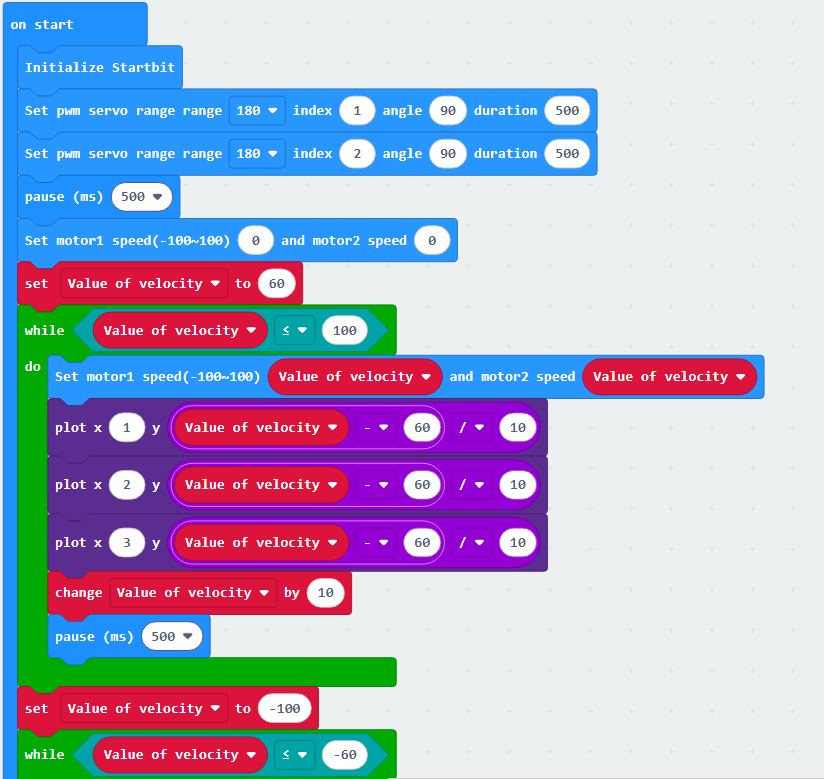 on start
Initialize Startbit
Set pwm servo range range 180 index 1 angle 90 duration 500
Set pwm servo range range 180 index 2 angle 90 duration 500
pause (ms) 500
Set motor1 speed(-100~100) 0 and motor2 speed 0
set Value of velocity to 60
while Value of velocity ≤ 100
do Set motor1 speed(-100~100) Value of velocity and motor2 speed Value of velocity
plot x 1 y Value of velocity - 60 / 10
plot x 2 y Value of velocity - 60 / 10
plot x 3 y Value of velocity - 60 / 10
change Value of velocity by 10
pause (ms) 500
set Value of velocity to -100
while Value of velocity ≤ -60